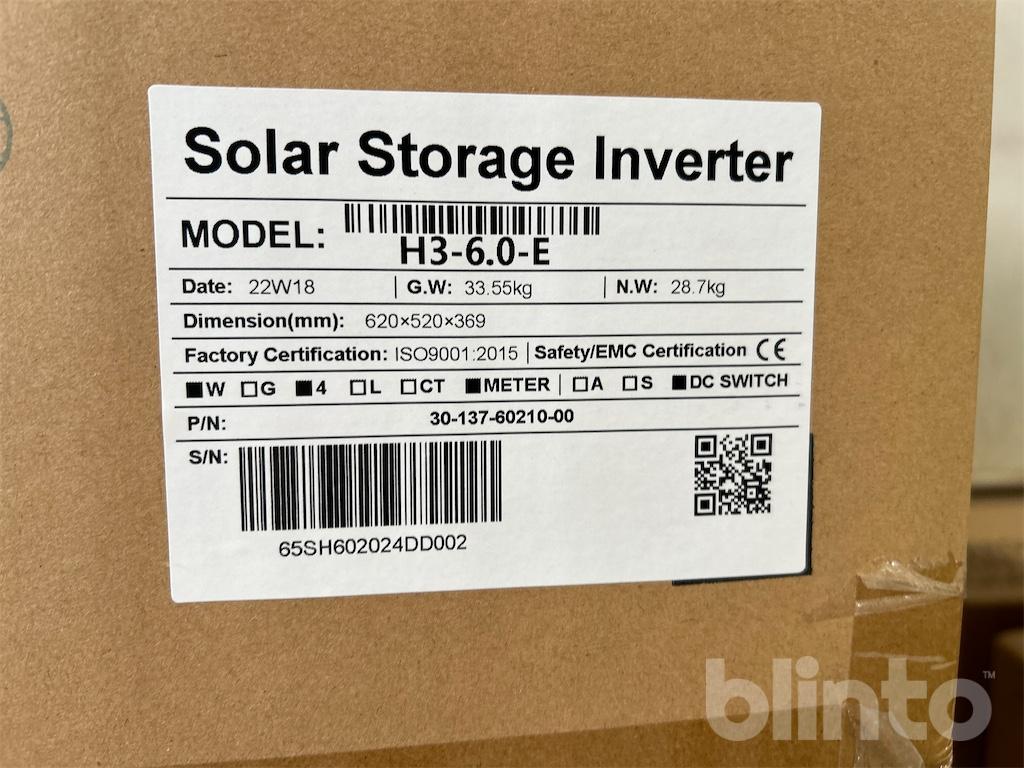 Solar Storage Inverter
MODEL: H3-6.0-E
Date: 22W18 | G.W: 33.55kg | N.W: 28.7kg
Dimension(mm): 620×520×369
Factory Certification: ISO9001:2015 | Safety/EMC Certification CE
■W □G ■4 □L □CT ■METER | □A □S ■DC SWITCH
P/N: 30-137-60210-00
S/N:
65SH602024DD002
blinto™